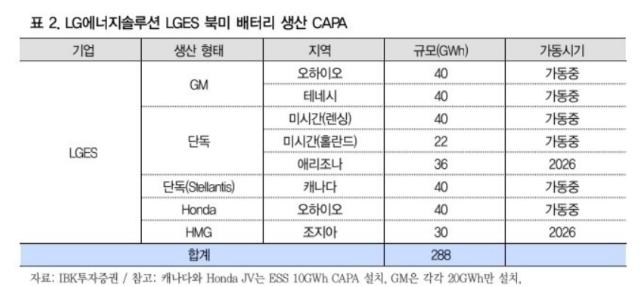 표 2. LG에너지솔루션 LGES 북미 배터리 생산 CAPA
기업 생산 형태 지역 규모(GWh) 가동시기
LGES GM 오하이오 40 가동중
테네시 40 가동중
단독 미시간(렌싱) 40 가동중
미시간(홀란드) 22 가동중
애리조나 36 2026
단독(Stellantis) 캐나다 40 가동중
Honda 오하이오 40 가동중
HMG 조지아 30 2026
합계 288
자료: IBK투자증권 / 참고: 캐나다와 Honda JV는 ESS 10GWh CAPA 설치, GM은 각각 20GWh만 설치,